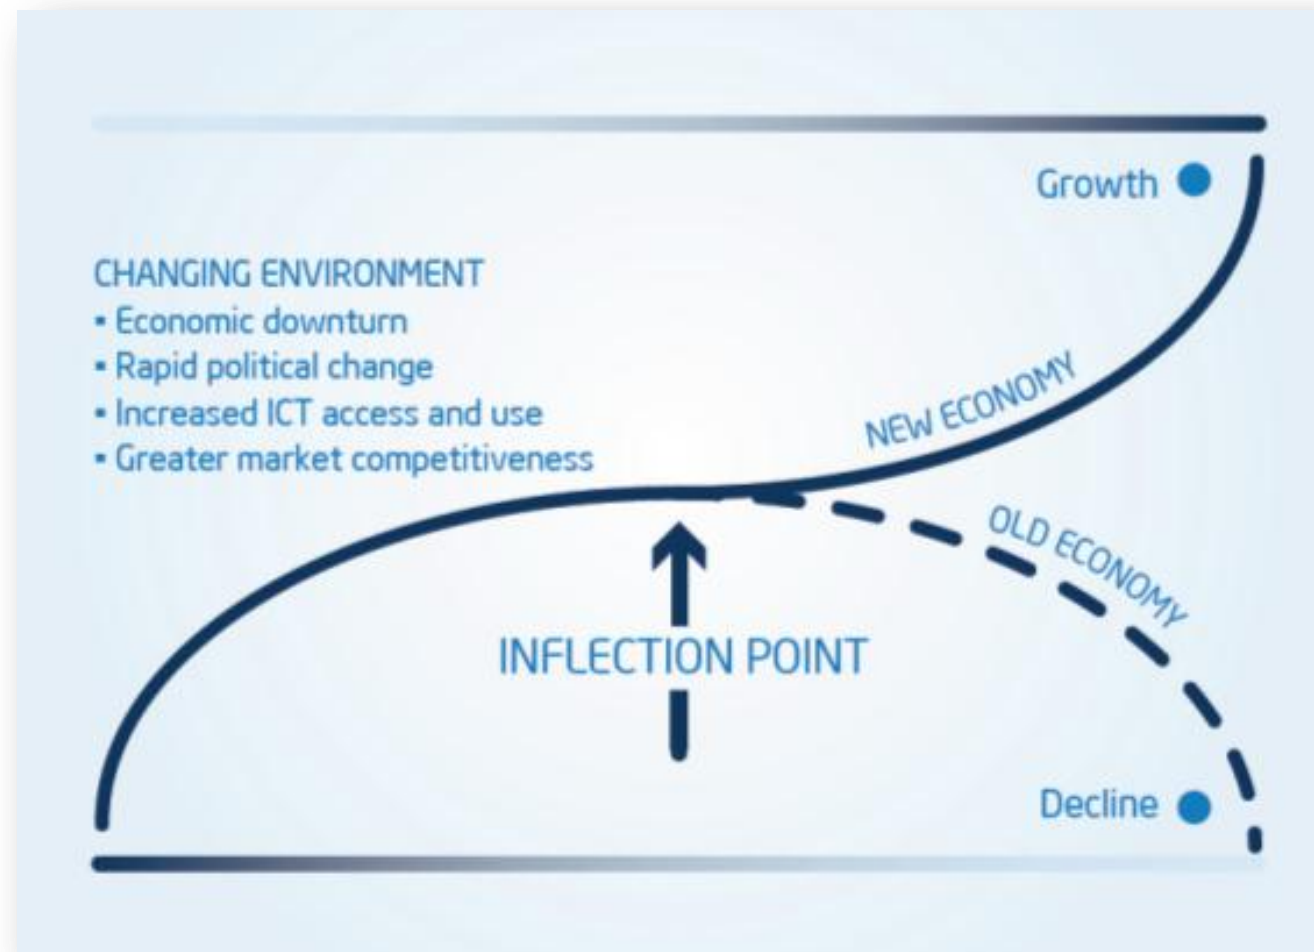 Growth
CHANGING ENVIRONMENT
▪ Economic downturn
▪ Rapid political change
▪ Increased ICT access and use
▪ Greater market competitiveness
NEW ECONOMY
OLD ECONOMY
INFLECTION POINT
Decline